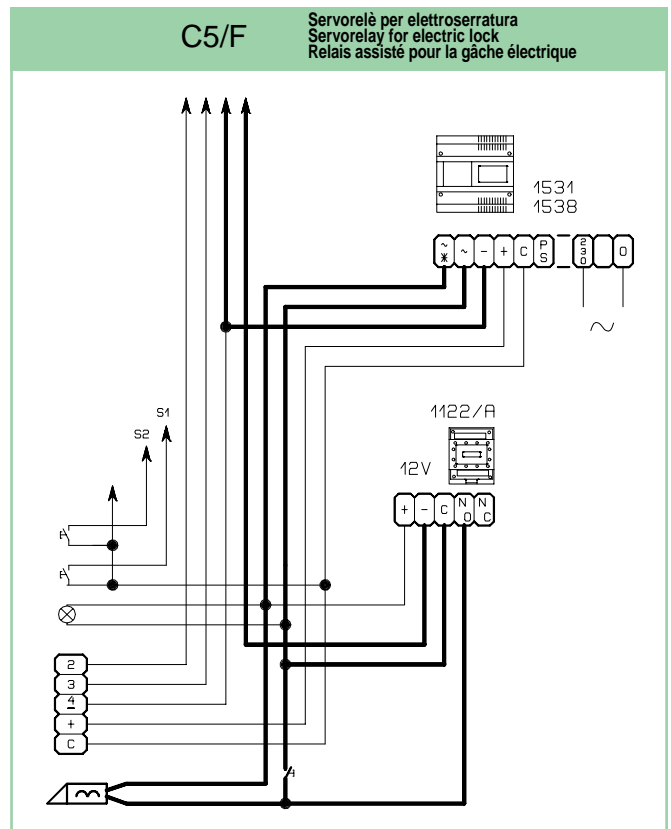 C5/F
Servorelè per elettroserratura
Servorelay for electric lock
Relais assisté pour la gâche électrique
1531
1538
~* ~ - + C PS 230 0
~
S1
S2
1122/A
12V
+ - C NO NC
2
3
4
+
C